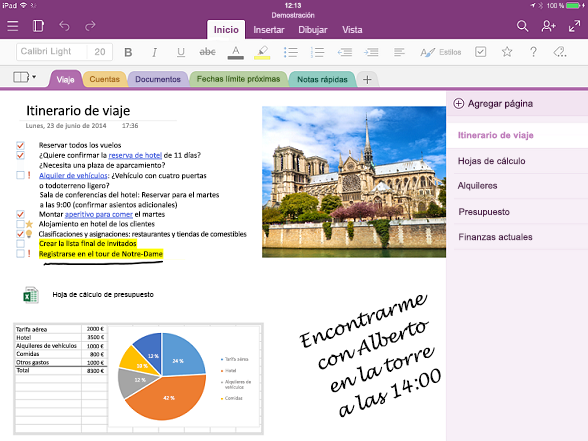 iPad
12:13
100 %
Demostración
Inicio Insertar Dibujar Vista
Calibri Light 20 B I U abc A Estilos
Viaje Cuentas Documentos Fechas límite próximas Notas rápidas +
Itinerario de viaje
Lunes, 23 de junio de 2014 17:36
Reservar todos los vuelos
¿Quiere confirmar la reserva de hotel de 11 días?
¿Necesita una plaza de aparcamiento?
! Alquiler de vehículos: ¿Vehículo con cuatro puertas
o todoterreno ligero?
Sala de conferencias del hotel: Reservar para el martes
a las 9:00 (confirmar asientos adicionales)
Montar aperitivo para comer el martes
Alojamiento en hotel de los clientes
Clasificaciones y asignaciones: restaurantes y tiendas de comestibles
Crear la lista final de invitados
! Registrarse en el tour de Notre-Dame
Hoja de cálculo de presupuesto
Tarifa aérea 2000 €
Hotel 3500 €
Alquileres de vehículos 1000 €
Comidas 800 €
Otros gastos 1000 €
Total 8300 €
12 %
24 %
10 %
12 %
42 %
Tarifa aérea
Hotel
Alquileres de
vehículos
Comidas
Encontrarme
con Alberto
en la torre
a las 14:00
Agregar página
Itinerario de viaje
Hojas de cálculo
Alquileres
Presupuesto
Finanzas actuales